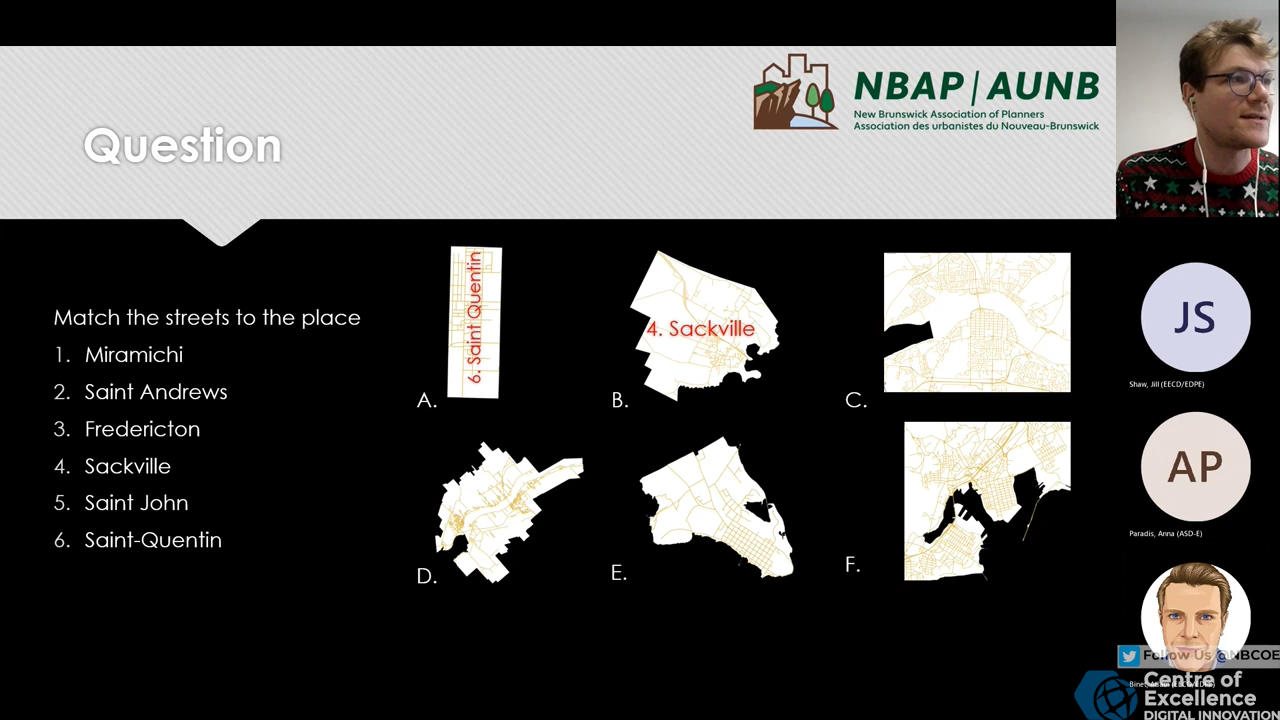 NBAP | AUNB
New Brunswick Association of Planners
Association des urbanistes du Nouveau-Brunswick
Question
Match the streets to the place
1. Miramichi
2. Saint Andrews
3. Fredericton
4. Sackville
5. Saint John
6. Saint-Quentin
6. Saint Quentin
A.
4. Sackville
B.
C.
D.
E.
F.
JS
Shaw, Jill (EECD/EDPE)
AP
Paradis, Anna (ASD-E)
Follow Us @NBCOE
Centre of
Excellence
DIGITAL INNOVATION